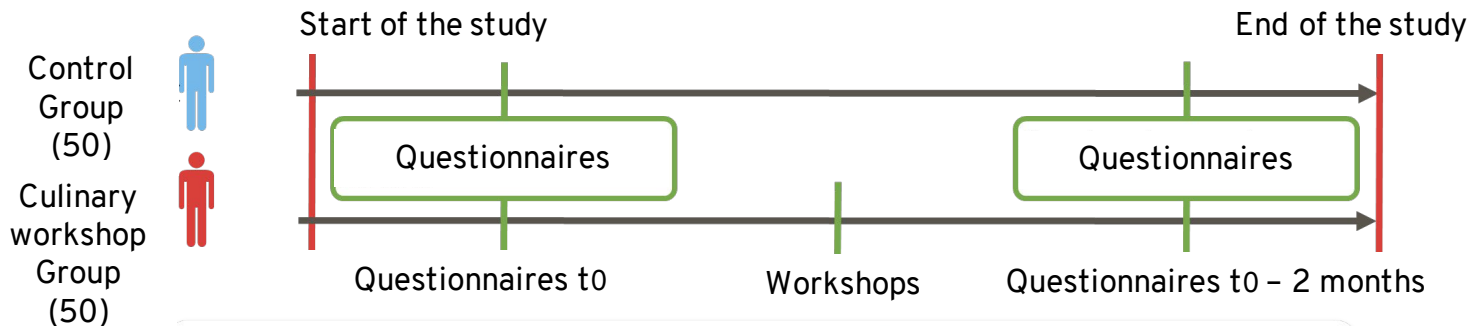 Start of the study
End of the study
Control
Group
(50)
Questionnaires
Questionnaires
Culinary
workshop
Group
(50)
Questionnaires t0
Workshops
Questionnaires t0 – 2 months